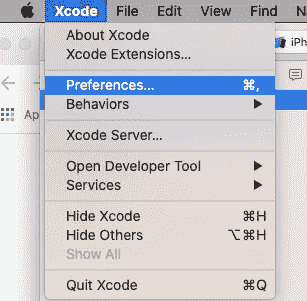 Xcode File Edit View Find N
About Xcode
Xcode Extensions...
iPh
Preferences... ⌘,
Behaviors ▶
Ap
Xcode Server...
Open Developer Tool ▶
Services ▶
Hide Xcode ⌘H
Hide Others ⌥⌘H
Show All
Quit Xcode ⌘Q